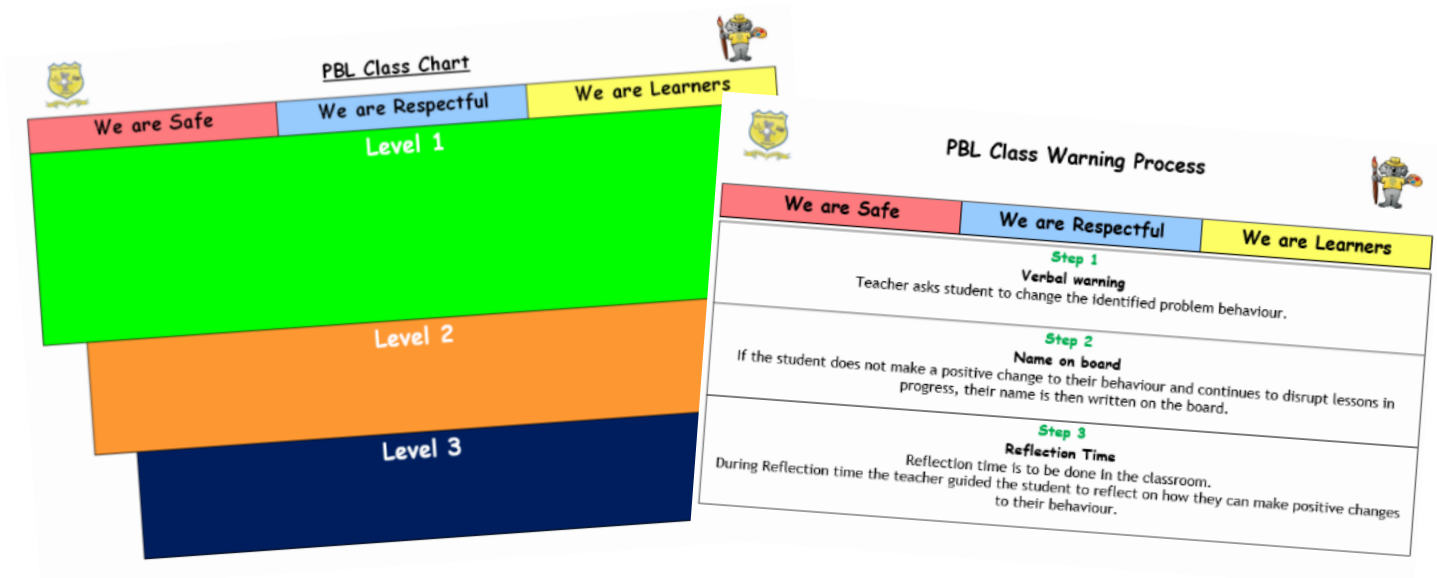 PBL Class Chart
We are Safe
We are Respectful
We are Learners
Level 1
Level 2
Level 3
PBL Class Warning Process
We are Safe
We are Respectful
We are Learners
Step 1
Verbal warning
Teacher asks student to change the identified problem behaviour.
Step 2
Name on board
If the student does not make a positive change to their behaviour and continues to disrupt lessons in
progress, their name is then written on the board.
Step 3
Reflection Time
Reflection time is to be done in the classroom.
During Reflection time the teacher guided the student to reflect on how they can make positive changes
to their behaviour.